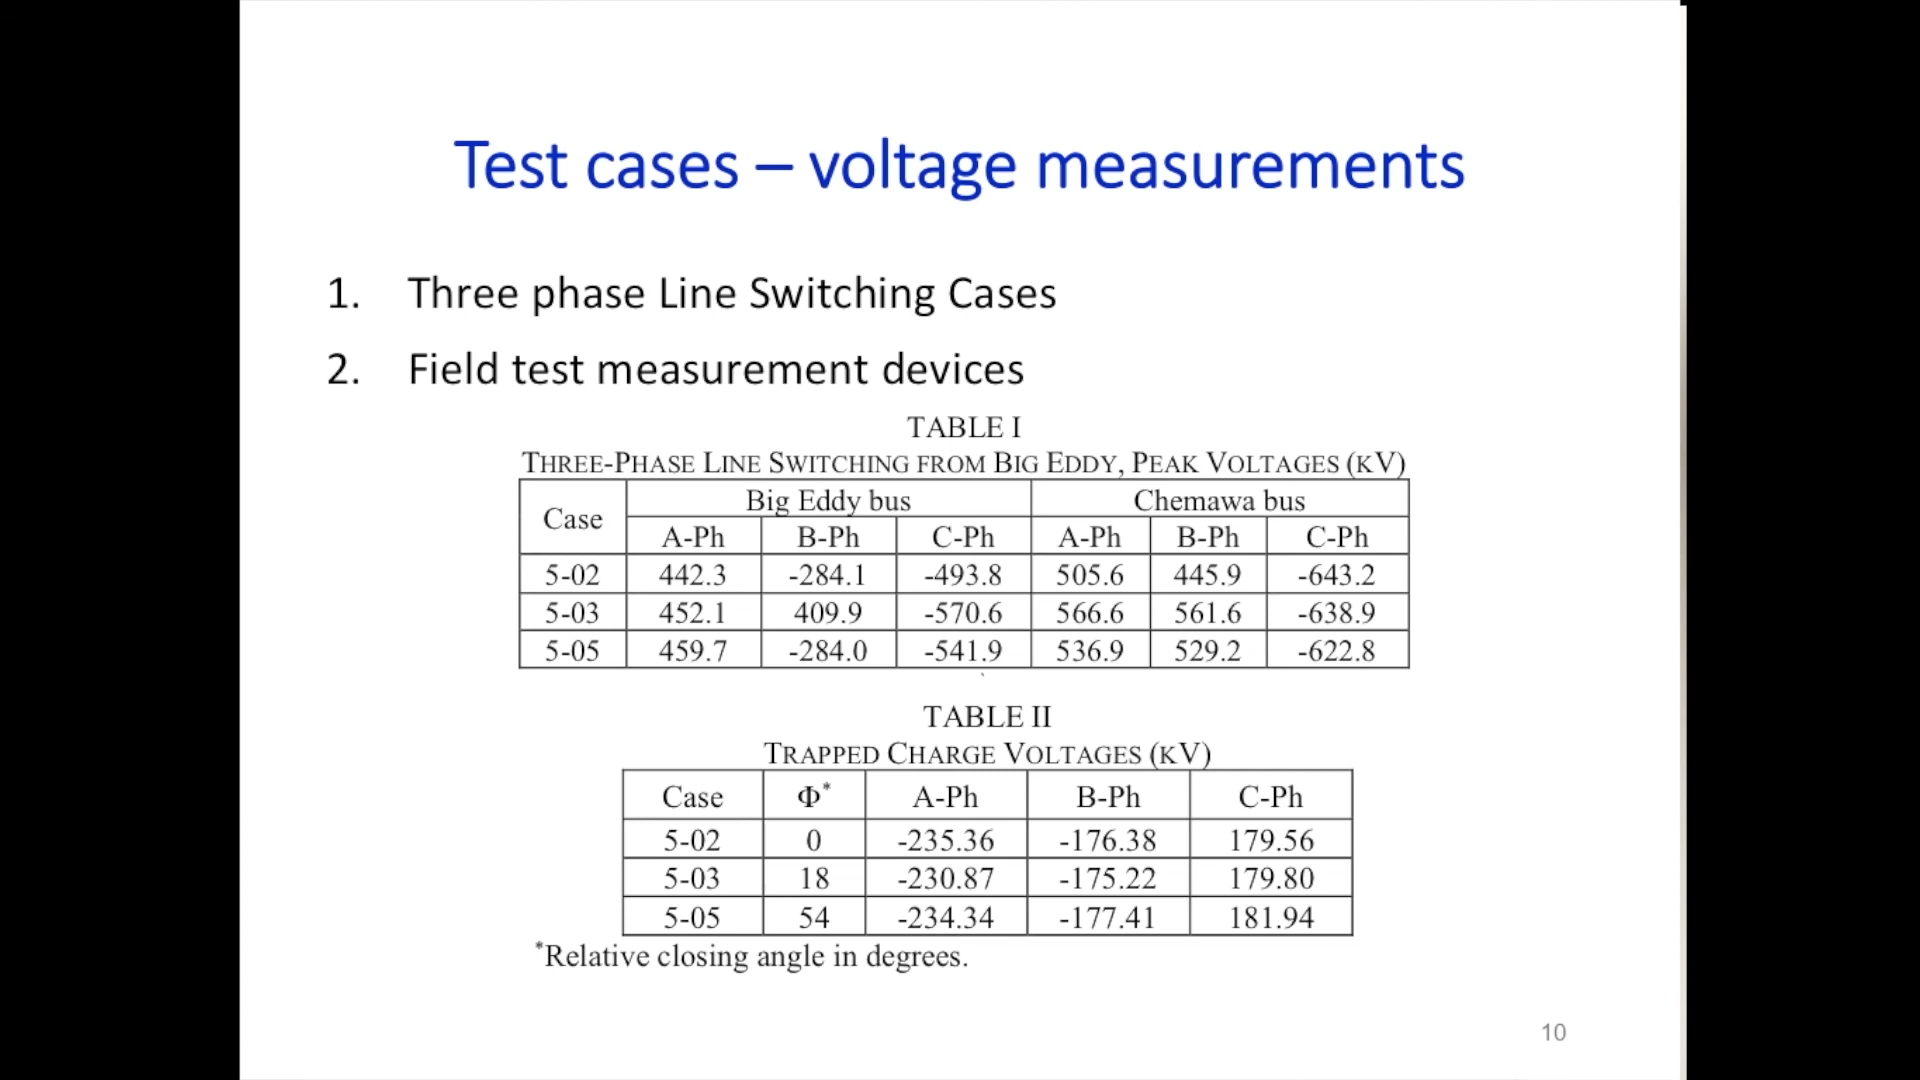 Test cases – voltage measurements
1. Three phase Line Switching Cases
2. Field test measurement devices
TABLE I
THREE-PHASE LINE SWITCHING FROM BIG EDDY, PEAK VOLTAGES (KV)
Case Big Eddy bus Chemawa bus
A-Ph B-Ph C-Ph A-Ph B-Ph C-Ph
5-02 442.3 -284.1 -493.8 505.6 445.9 -643.2
5-03 452.1 409.9 -570.6 566.6 561.6 -638.9
5-05 459.7 -284.0 -541.9 536.9 529.2 -622.8
TABLE II
TRAPPED CHARGE VOLTAGES (KV)
Case Φ* A-Ph B-Ph C-Ph
5-02 0 -235.36 -176.38 179.56
5-03 18 -230.87 -175.22 179.80
5-05 54 -234.34 -177.41 181.94
*Relative closing angle in degrees.
10